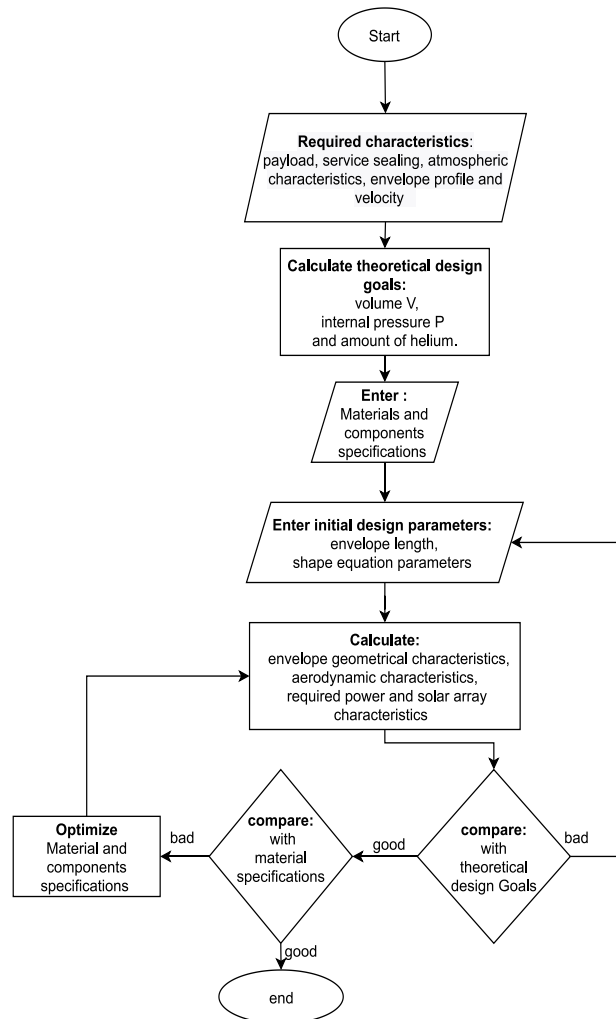 Start
Required characteristics:
payload, service sealing, atmospheric
characteristics, envelope profile and
velocity
Calculate theoretical design
goals:
volume V,
internal pressure P
and amount of helium.
Enter :
Materials and
components
specifications
Enter initial design parameters:
envelope length,
shape equation parameters
Calculate:
envelope geometrical characteristics,
aerodynamic characteristics,
required power and solar array
characteristics
compare:
with
theoretical
design Goals
bad
good
compare:
with
material
specifications
bad
Optimize
Material and
components
specifications
good
end